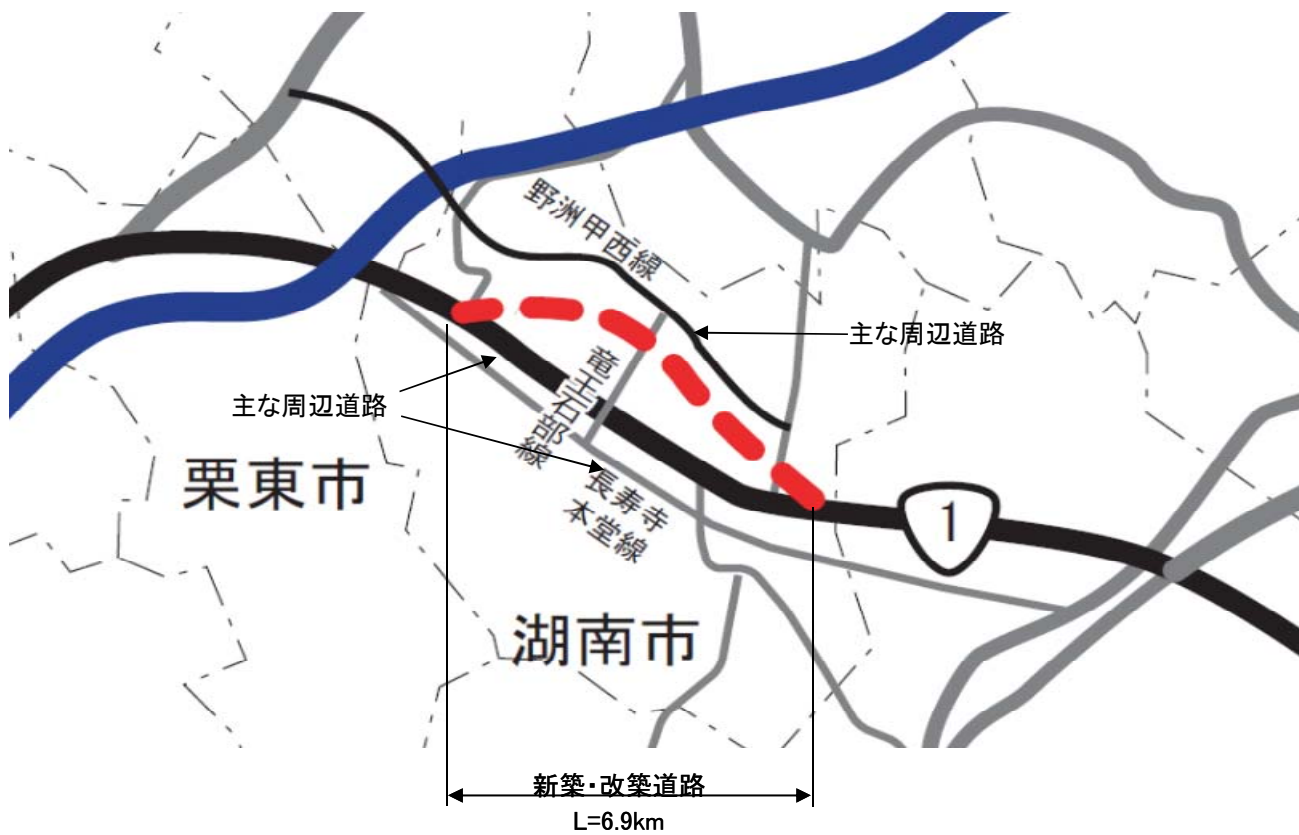 野洲甲西線
主な周辺道路
竜王石部線
主な周辺道路
栗東市
長寿寺
本堂線
1
湖南市
新築・改築道路
L=6.9km